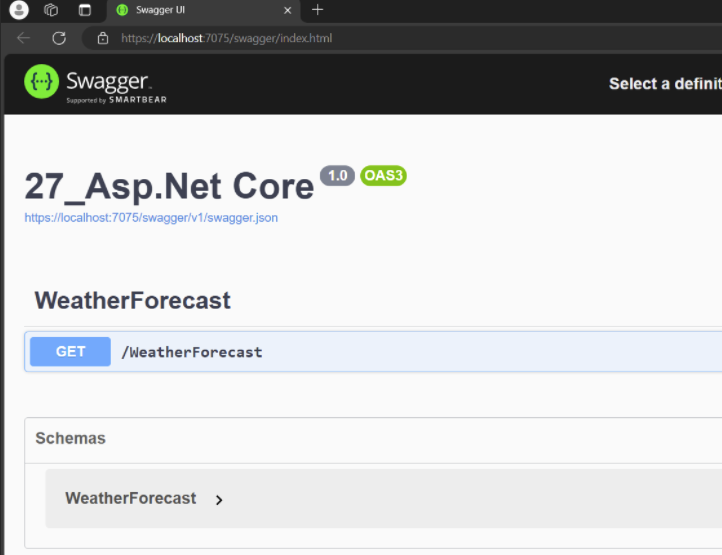 Swagger UI
https://localhost:7075/swagger/index.html
Swagger
Supported by SMARTBEAR
Select a definit
27_Asp.Net Core 1.0 OAS3
https://localhost:7075/swagger/v1/swagger.json
WeatherForecast
GET /WeatherForecast
Schemas
WeatherForecast